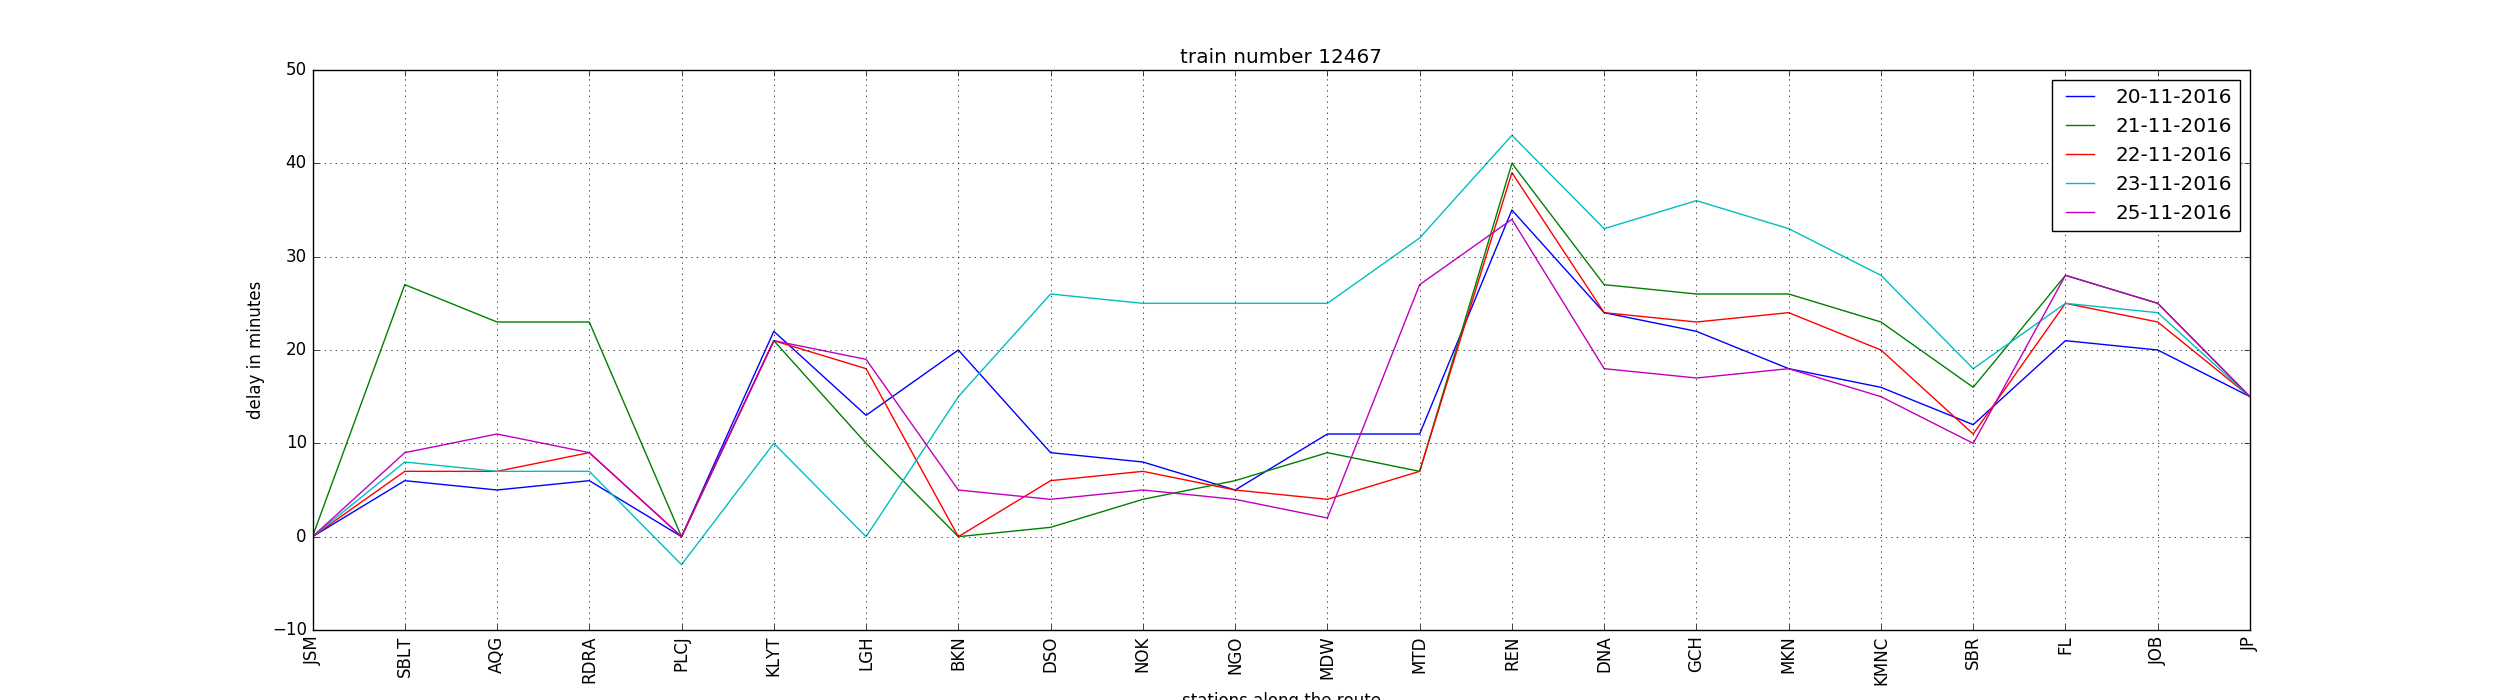 train number 12467
50
40
30
20
10
0
−10
delay in minutes
20-11-2016
21-11-2016
22-11-2016
23-11-2016
25-11-2016
JSM
SBLT
AQG
RDRA
PLCJ
KLYT
LGH
BKN
DSO
NOK
NGO
MDW
MTD
REN
DNA
GCH
MKN
KMNC
SBR
FL
JOB
JP
stations along the route